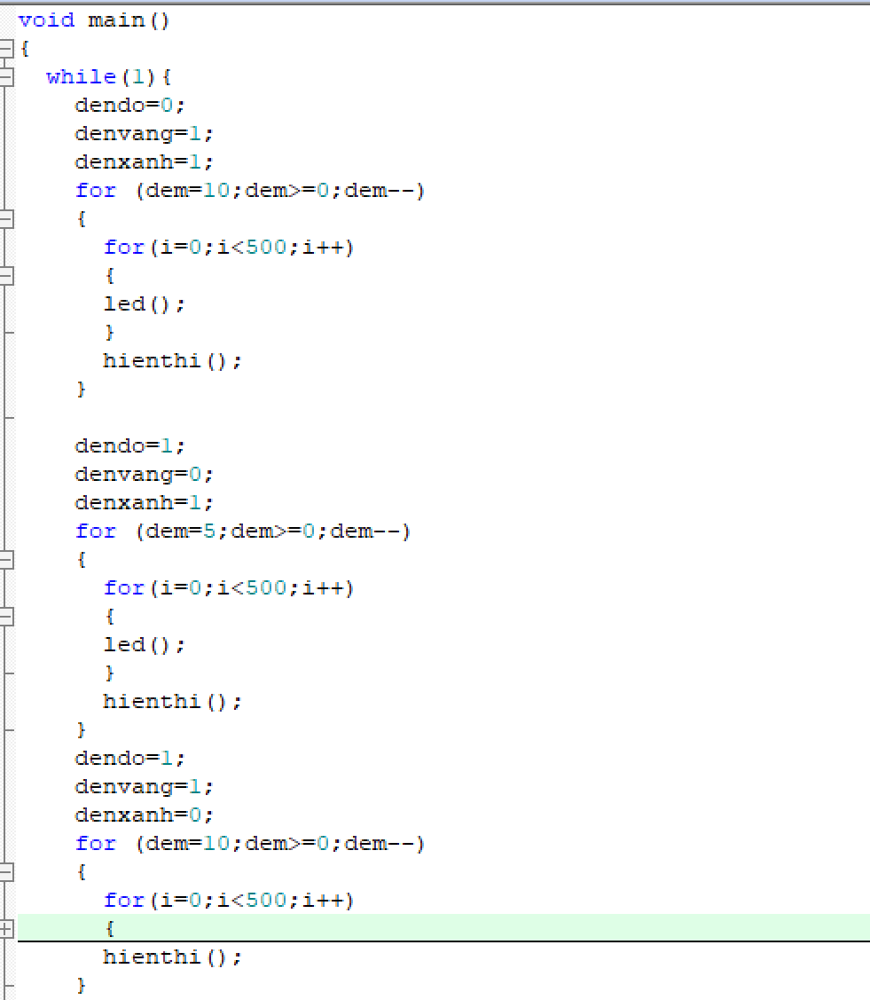 void main()
{
  while(1){
    dendo=0;
    denvang=1;
    denxanh=1;
    for (dem=10;dem>=0;dem--)
    {
      for(i=0;i<500;i++)
      {
      led();
      }
      hienthi();
    }

    dendo=1;
    denvang=0;
    denxanh=1;
    for (dem=5;dem>=0;dem--)
    {
      for(i=0;i<500;i++)
      {
      led();
      }
      hienthi();
    }
    dendo=1;
    denvang=1;
    denxanh=0;
    for (dem=10;dem>=0;dem--)
    {
      for(i=0;i<500;i++)
      {
      hienthi();
    }